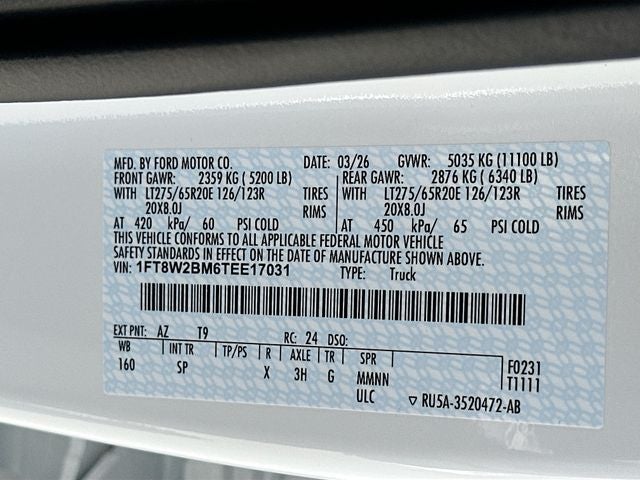 MFD. BY FORD MOTOR CO. DATE: 03/26 GVWR: 5035 KG (11100 LB)
FRONT GAWR: 2359 KG ( 5200 LB) REAR GAWR: 2876 KG ( 6340 LB)
WITH LT275/65R20E 126/123R TIRES WITH LT275/65R20E 126/123R TIRES
20X8.0J RIMS 20X8.0J RIMS
AT 420 kPa/ 60 PSI COLD AT 450 kPa/ 65 PSI COLD
THIS VEHICLE CONFORMS TO ALL APPLICABLE FEDERAL MOTOR VEHICLE
SAFETY STANDARDS IN EFFECT ON THE DATE OF MANUFACTURE SHOWN ABOVE.
VIN: 1FT8W2BM6TEE17031 TYPE: Truck
EXT PNT: AZ T9 RC: 24 DSO:
WB INT TR TP/PS R AXLE TR SPR
160 SP X 3H G MMNN
ULC
F0231
T1111
▽ RU5A-3520472-AB